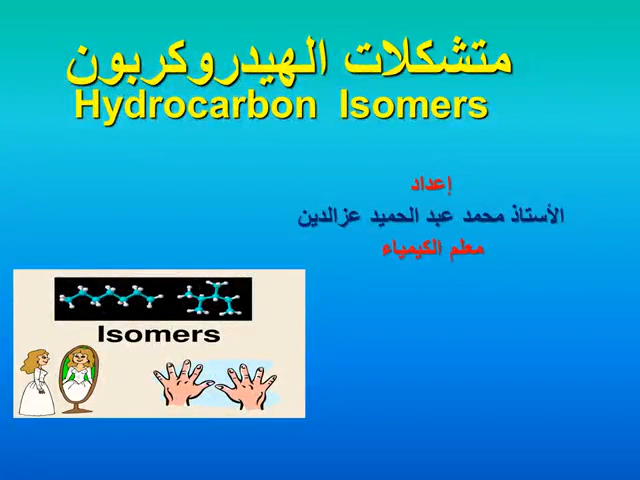 متشكلات الهيدروكربون
Hydrocarbon Isomers
إعداد
الأستاذ محمد عبد الحميد عزالدين
معلم الكيمياء
Isomers